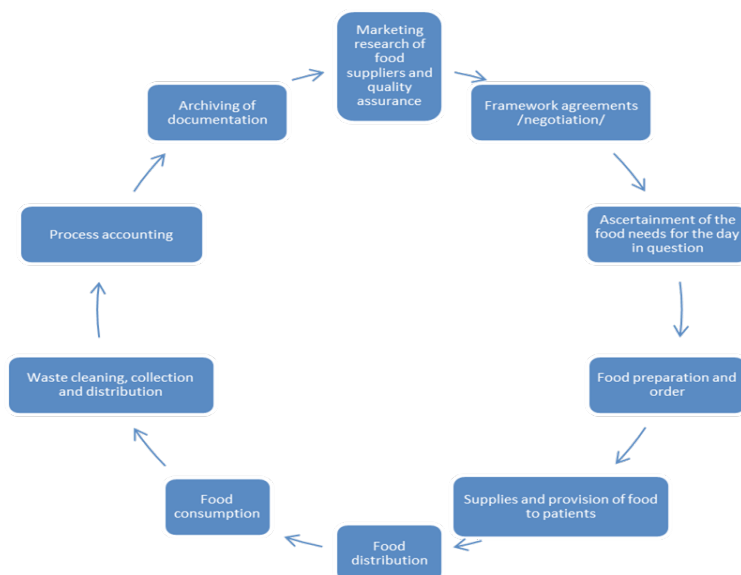 Marketing
research of
food
suppliers and
quality
assurance
Framework agreements
/negotiation/
Ascertainment of the
food needs for the day
in question
Food preparation and
order
Supplies and provision of food
to patients
Food
distribution
Food
consumption
Waste cleaning, collection
and distribution
Process accounting
Archiving of
documentation